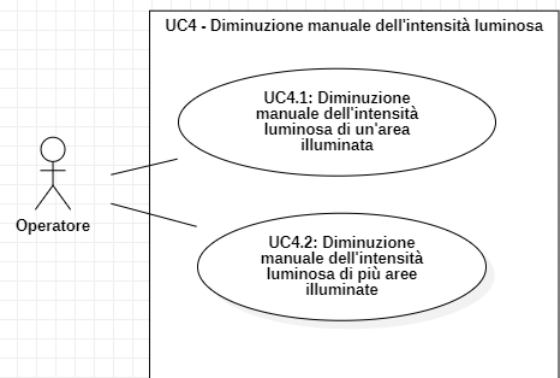 UC4 - Diminuzione manuale dell'intensità luminosa
UC4.1: Diminuzione
manuale dell'intensità
luminosa di un'area
illuminata
Operatore
UC4.2: Diminuzione
manuale dell'intensità
luminosa di più aree
illuminate